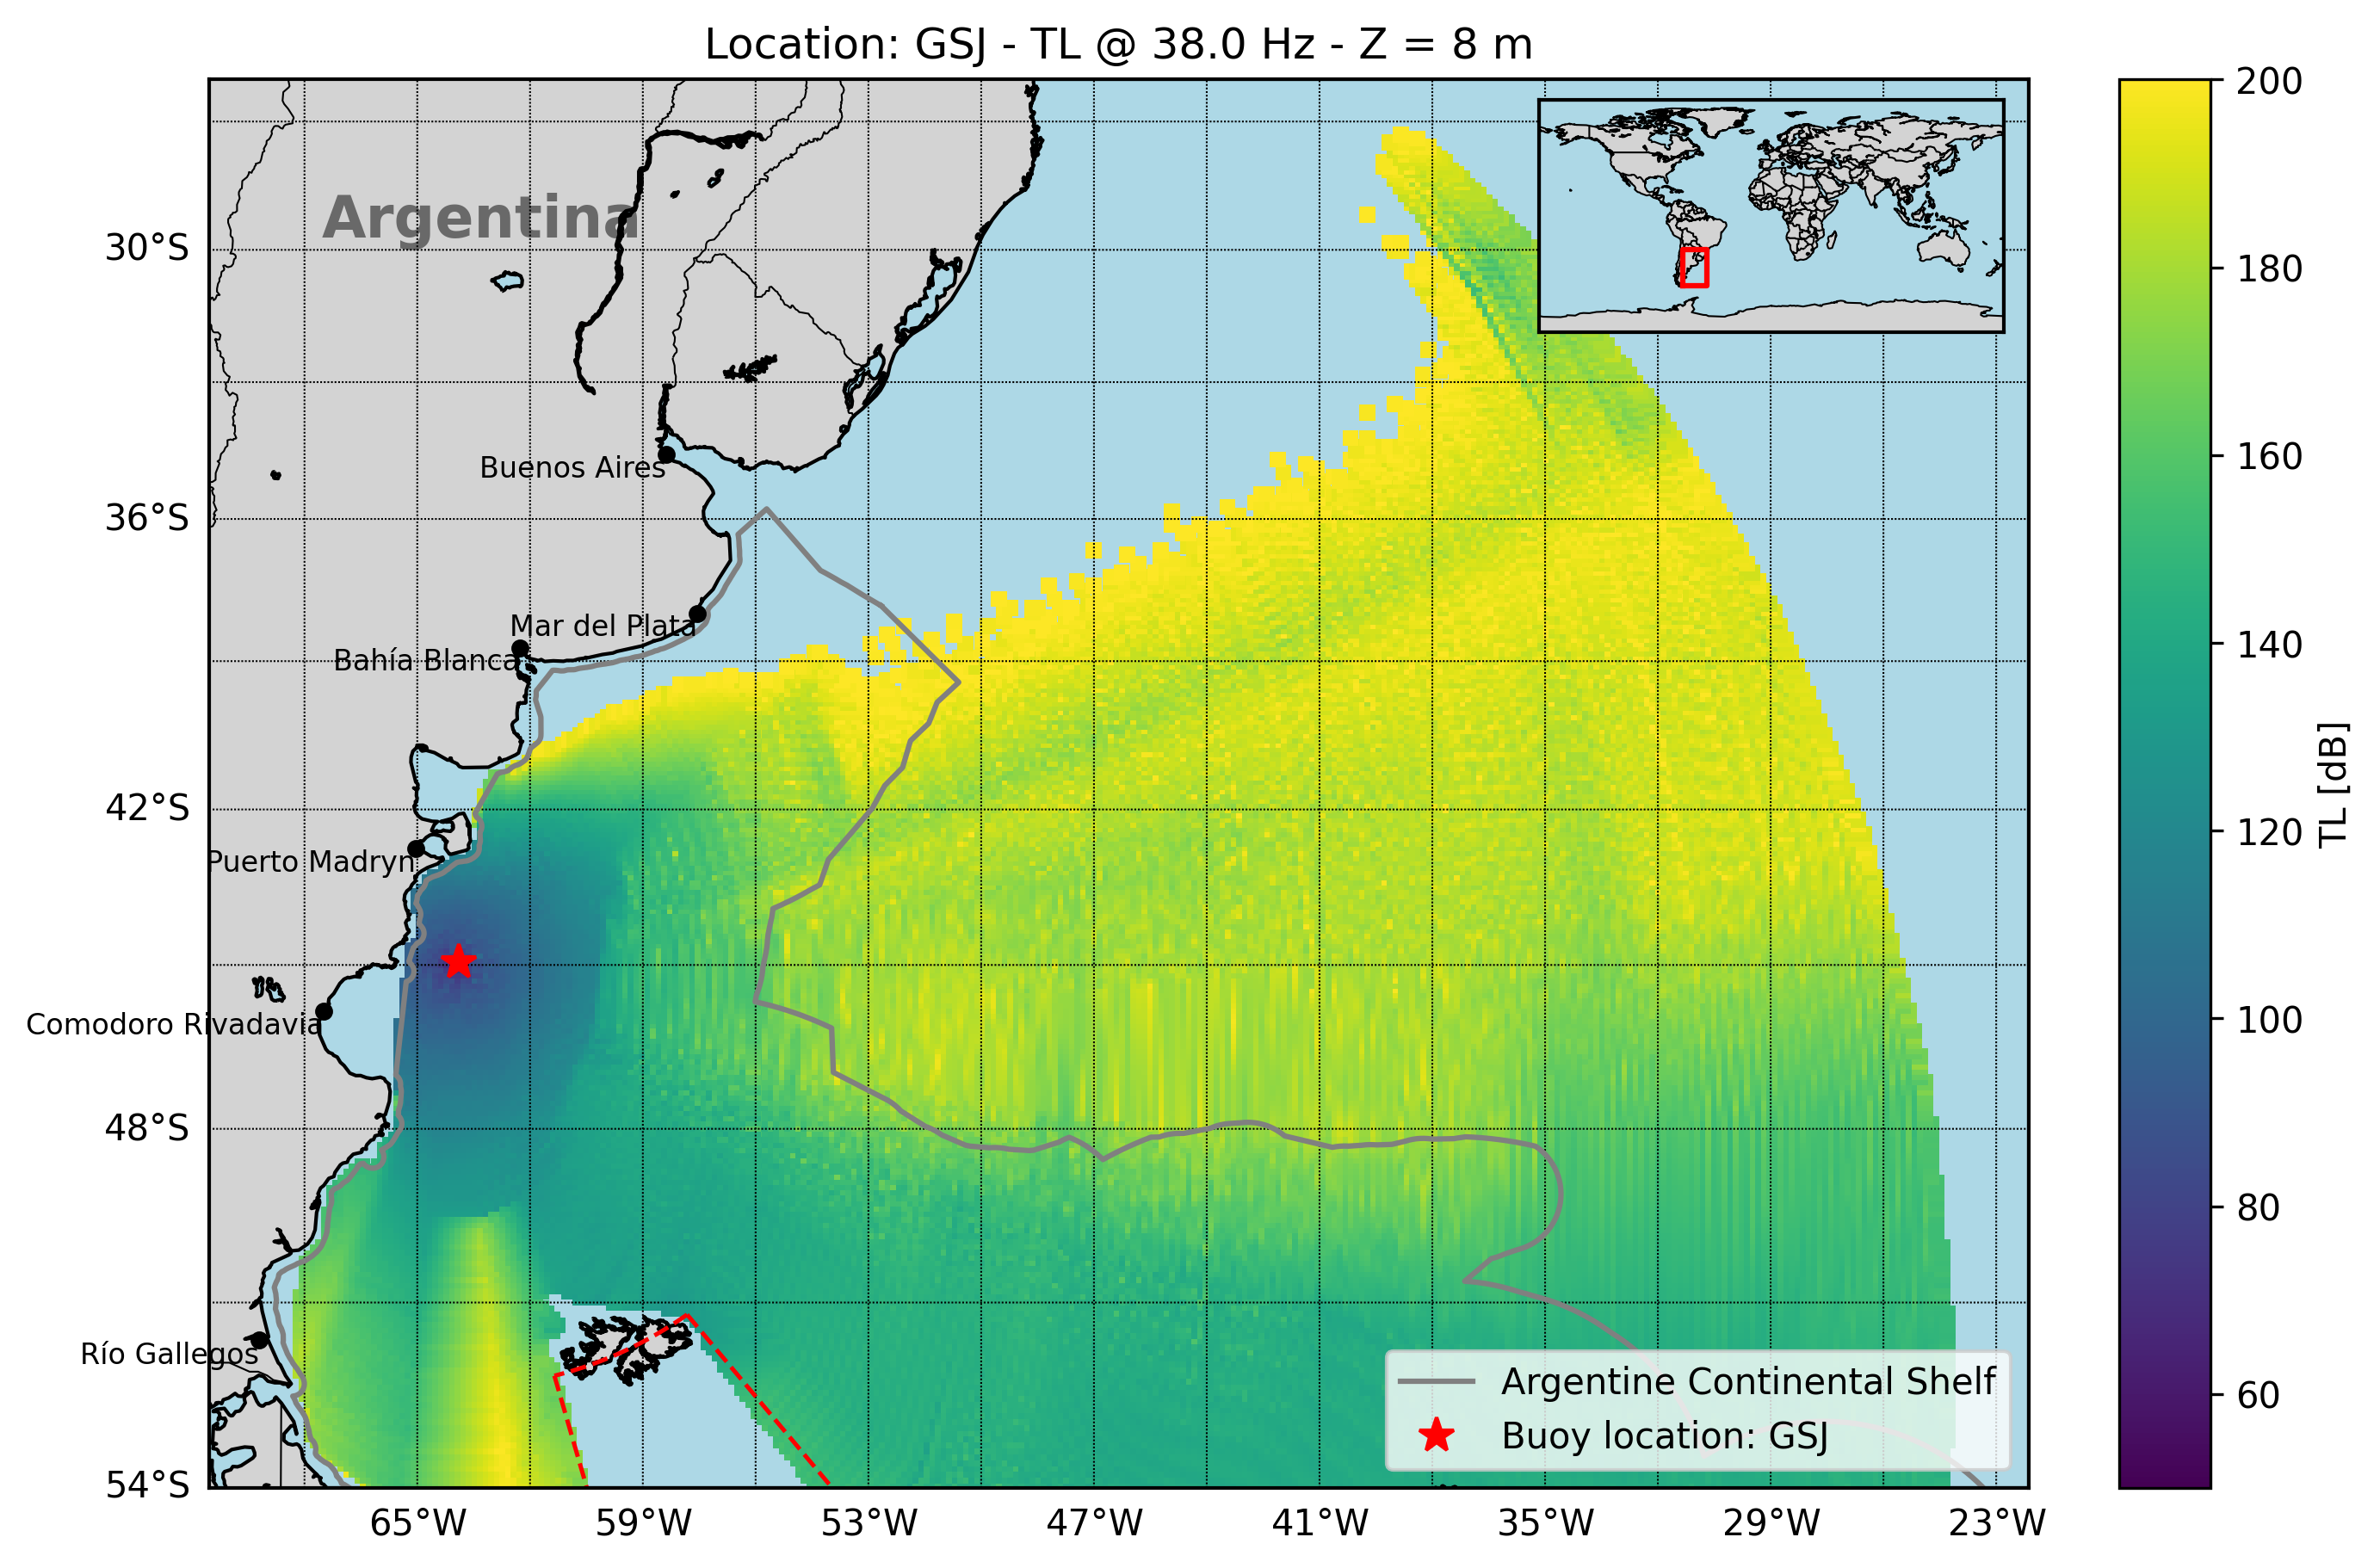 Location: GSJ - TL @ 38.0 Hz - Z = 8 m
Argentina
30°S
36°S
42°S
48°S
54°S
Buenos Aires
Mar del Plata
Bahía Blanca
Puerto Madryn
Comodoro Rivadavia
Río Gallegos
65°W
59°W
53°W
47°W
41°W
35°W
29°W
23°W
Argentine Continental Shelf
Buoy location: GSJ
200
180
160
140
120
100
80
60
TL [dB]